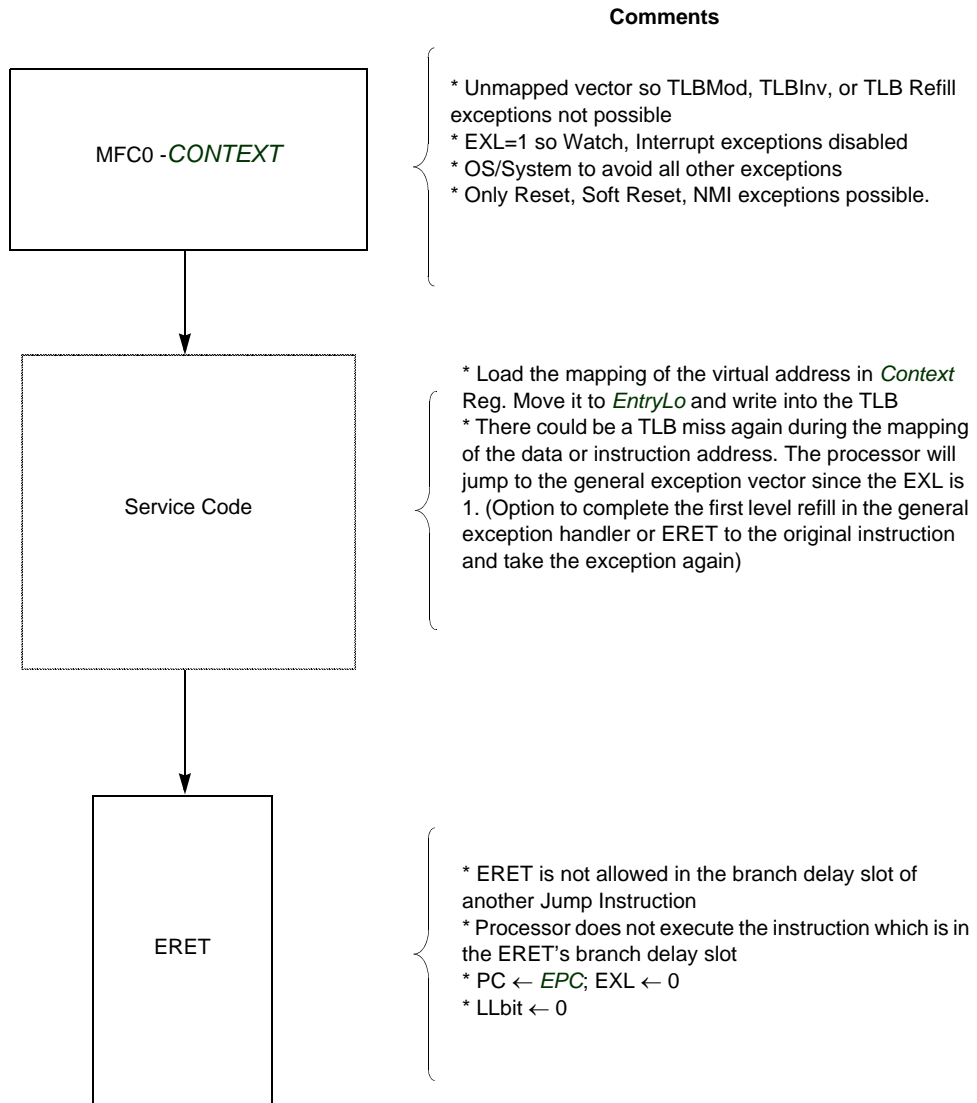 Comments
MFC0 -CONTEXT
* Unmapped vector so TLBMod, TLBInv, or TLB Refill
exceptions not possible
* EXL=1 so Watch, Interrupt exceptions disabled
* OS/System to avoid all other exceptions
* Only Reset, Soft Reset, NMI exceptions possible.
Service Code
* Load the mapping of the virtual address in Context
Reg. Move it to EntryLo and write into the TLB
* There could be a TLB miss again during the mapping
of the data or instruction address. The processor will
jump to the general exception vector since the EXL is
1. (Option to complete the first level refill in the general
exception handler or ERET to the original instruction
and take the exception again)
ERET
* ERET is not allowed in the branch delay slot of
another Jump Instruction
* Processor does not execute the instruction which is in
the ERET's branch delay slot
* PC ← EPC; EXL ← 0
* LLbit ← 0